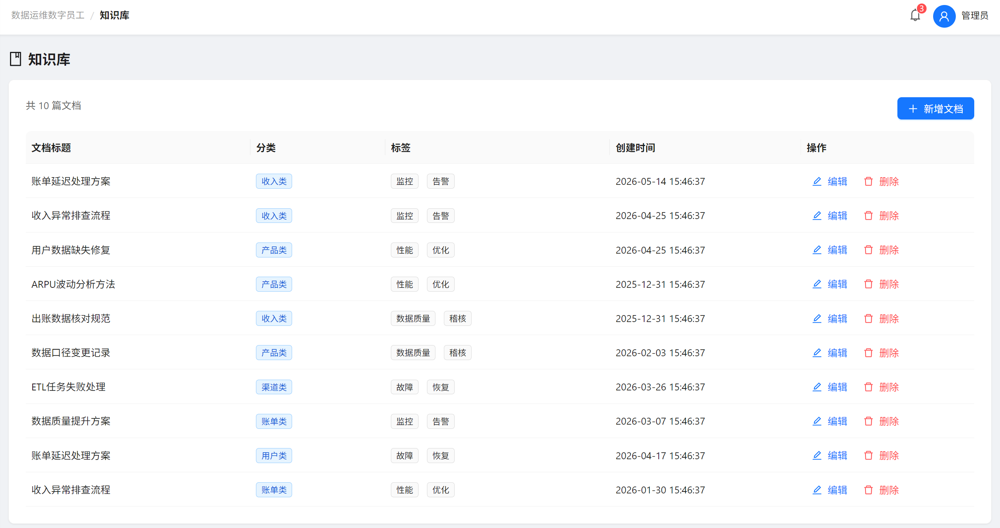 数据运维数字员工 / 知识库 3 管理员
知识库
共 10 篇文档 新增文档
文档标题 分类 标签 创建时间 操作
账单延迟处理方案 收入类 监控 告警 2026-05-14 15:46:37 编辑 删除
收入异常排查流程 收入类 监控 告警 2026-04-25 15:46:37 编辑 删除
用户数据缺失修复 产品类 性能 优化 2026-04-25 15:46:37 编辑 删除
ARPU波动分析方法 产品类 性能 优化 2025-12-31 15:46:37 编辑 删除
出账数据核对规范 收入类 数据质量 稽核 2025-12-31 15:46:37 编辑 删除
数据口径变更记录 产品类 数据质量 稽核 2026-02-03 15:46:37 编辑 删除
ETL任务失败处理 渠道类 故障 恢复 2026-03-26 15:46:37 编辑 删除
数据质量提升方案 账单类 监控 告警 2026-03-07 15:46:37 编辑 删除
账单延迟处理方案 用户类 故障 恢复 2026-04-17 15:46:37 编辑 删除
收入异常排查流程 账单类 性能 优化 2026-01-30 15:46:37 编辑 删除